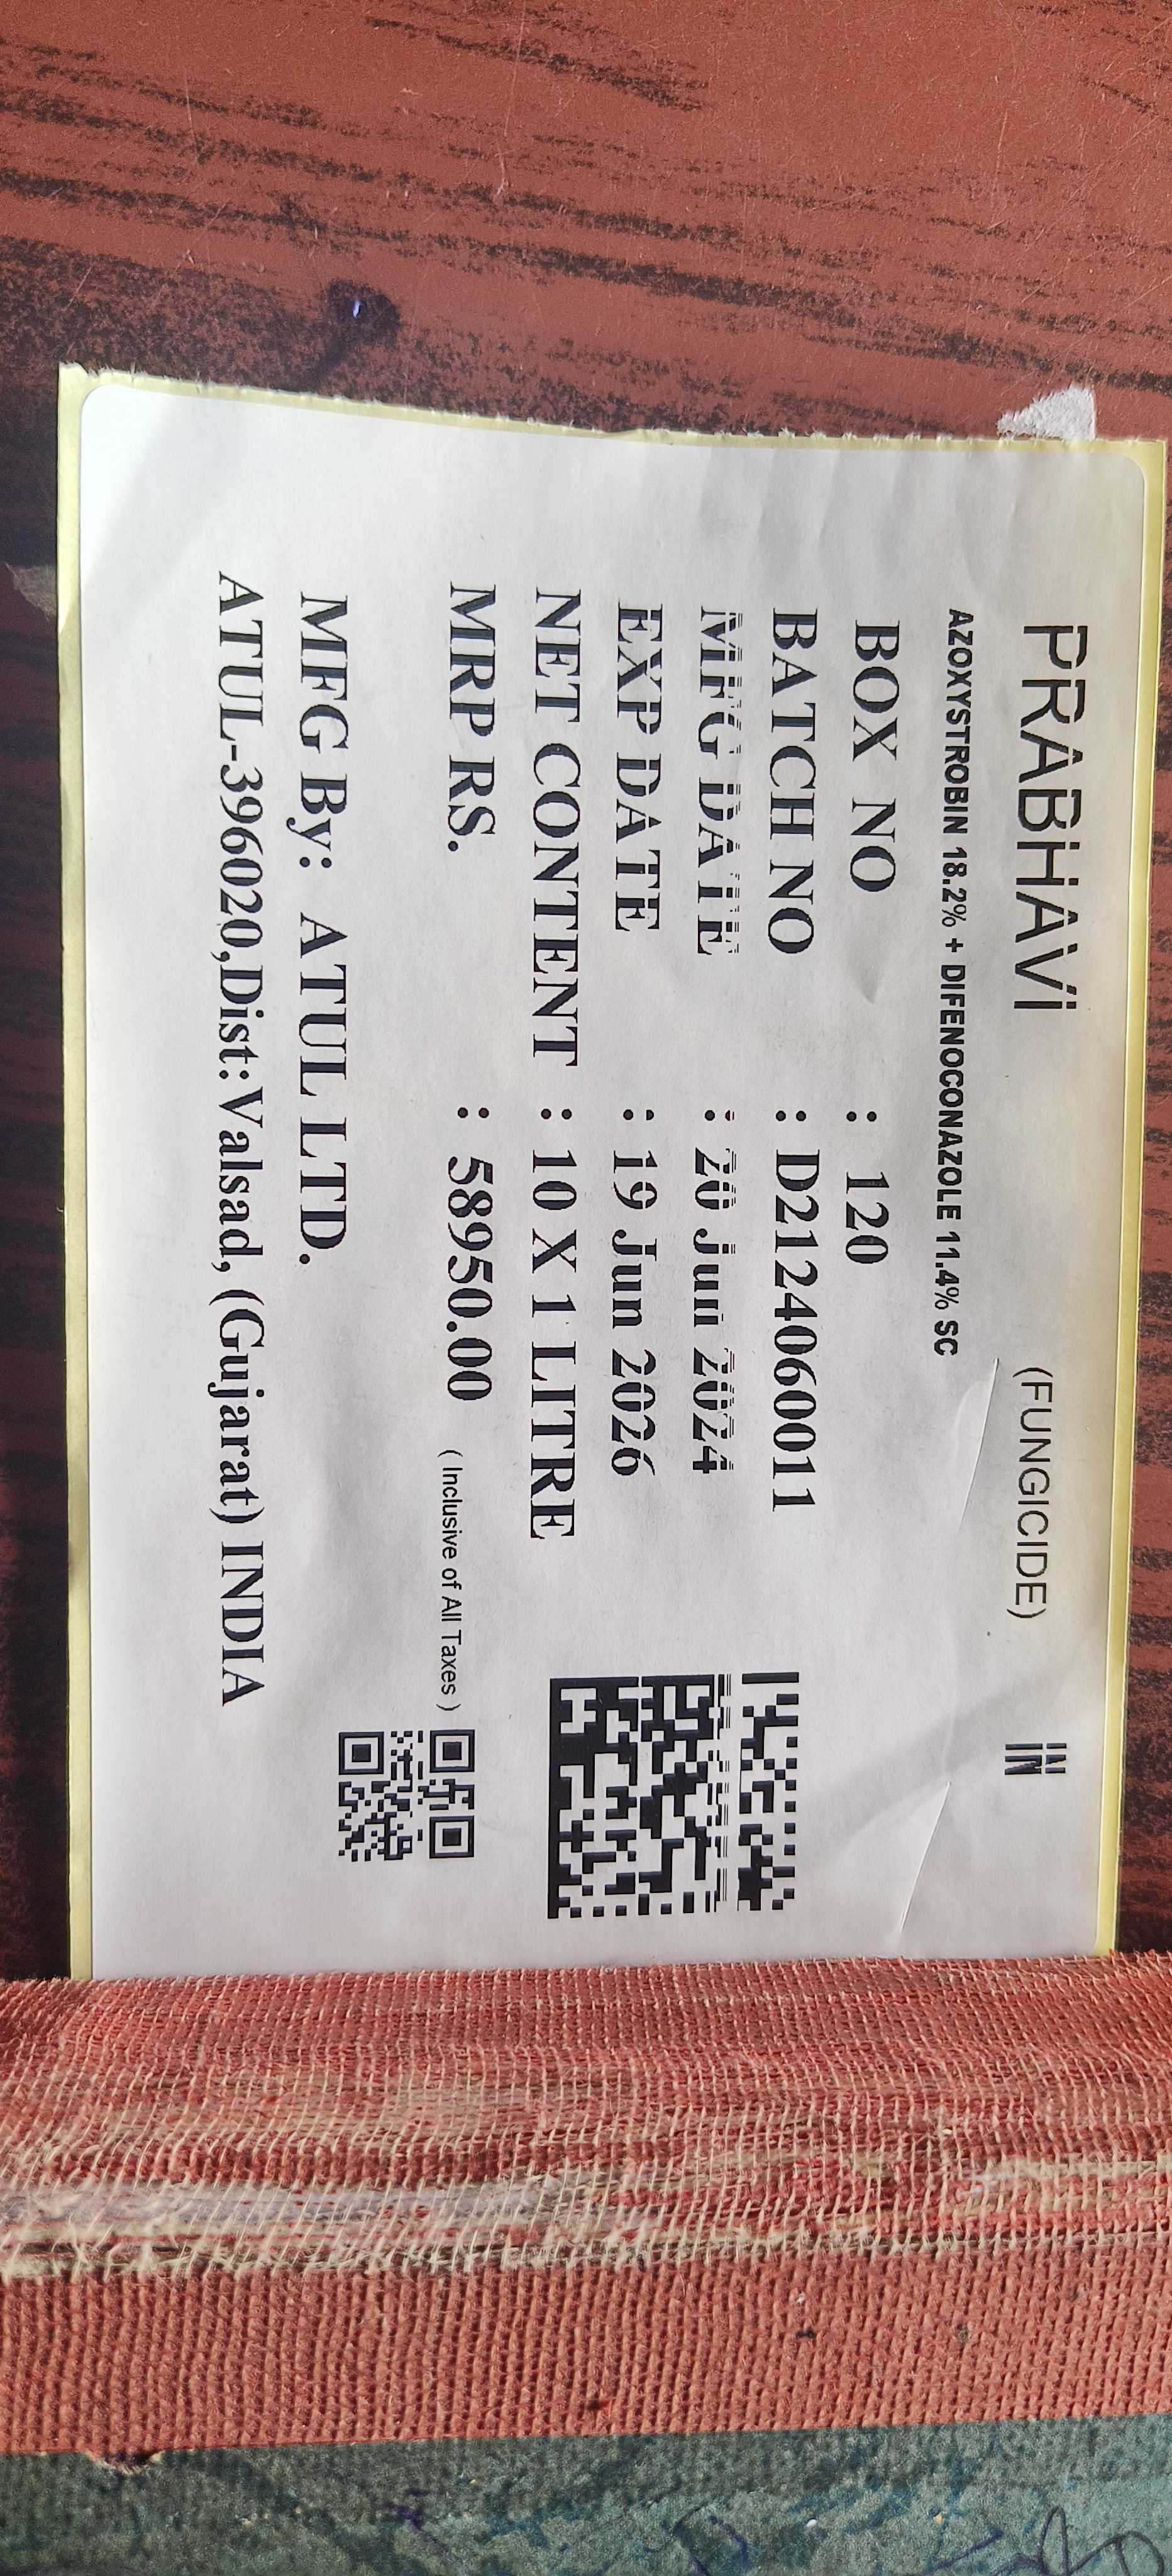 PRABHAVI (FUNGICIDE) IN
AZOXYSTROBIN 18.2% + DIFENOCONAZOLE 11.4% SC
BOX NO : 120
BATCH NO : D2124060011
MFG DATE : 20 Jun 2024
EXP DATE : 19 Jun 2026
NET CONTENT : 10 X 1 LITRE
MRP RS. : 58950.00 ( Inclusive of All Taxes )
MFG By: ATUL LTD.
ATUL-396020,Dist:Valsad, (Gujarat) INDIA